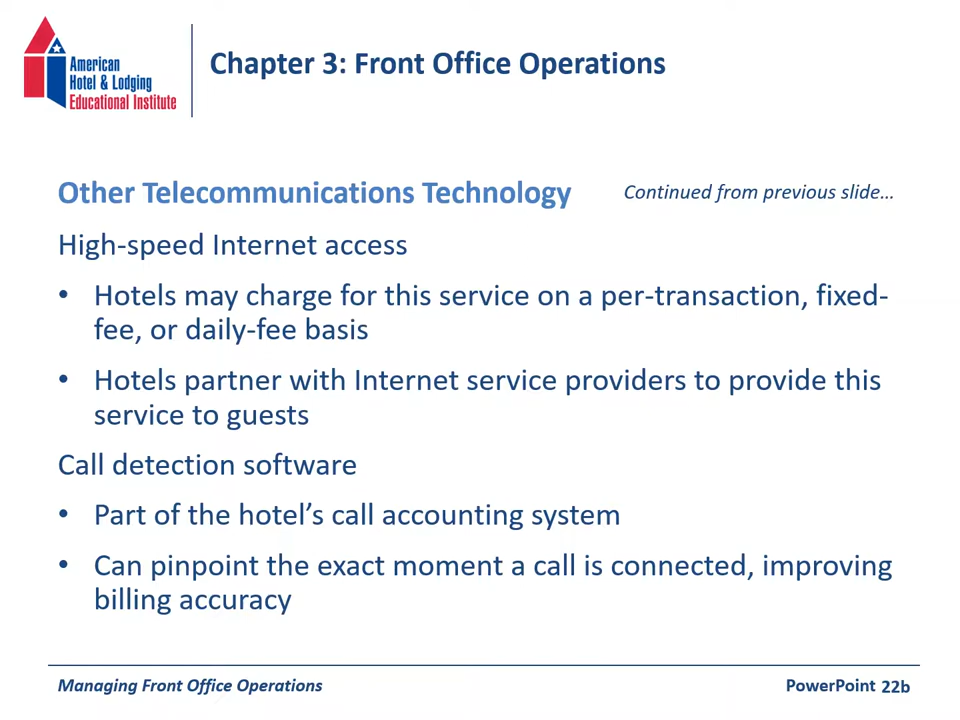 American
Hotel & Lodging
Educational Institute
Chapter 3: Front Office Operations
Other Telecommunications Technology
Continued from previous slide…
High-speed Internet access
• Hotels may charge for this service on a per-transaction, fixed-
fee, or daily-fee basis
• Hotels partner with Internet service providers to provide this
service to guests
Call detection software
• Part of the hotel’s call accounting system
• Can pinpoint the exact moment a call is connected, improving
billing accuracy
Managing Front Office Operations
PowerPoint 22b